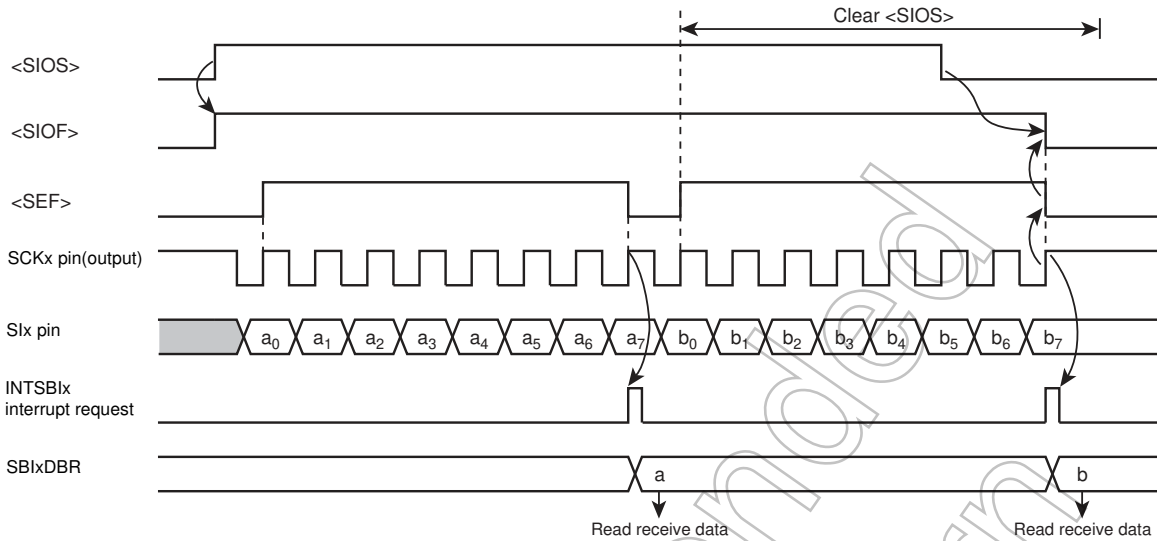 Clear <SIOS>
<SIOS>
<SIOF>
<SEF>
SCKx pin(output)
SIx pin
a0 a1 a2 a3 a4 a5 a6 a7 b0 b1 b2 b3 b4 b5 b6 b7
INTSBIx
interrupt request
SBIxDBR
a b
Read receive data Read receive data